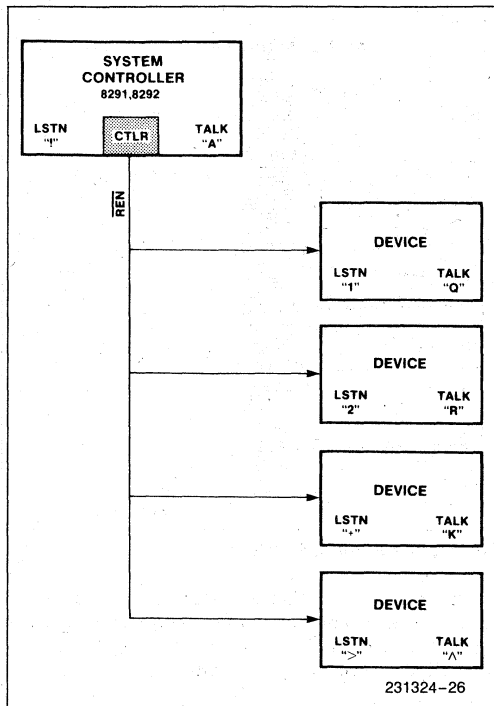 SYSTEM
CONTROLLER
8291,8292
LSTN TALK
"!" CTLR "A"
REN
DEVICE
LSTN TALK
"1" "Q"
DEVICE
LSTN TALK
"2" "R"
DEVICE
LSTN TALK
"+" "K"
DEVICE
LSTN TALK
">" "^"
231324-26